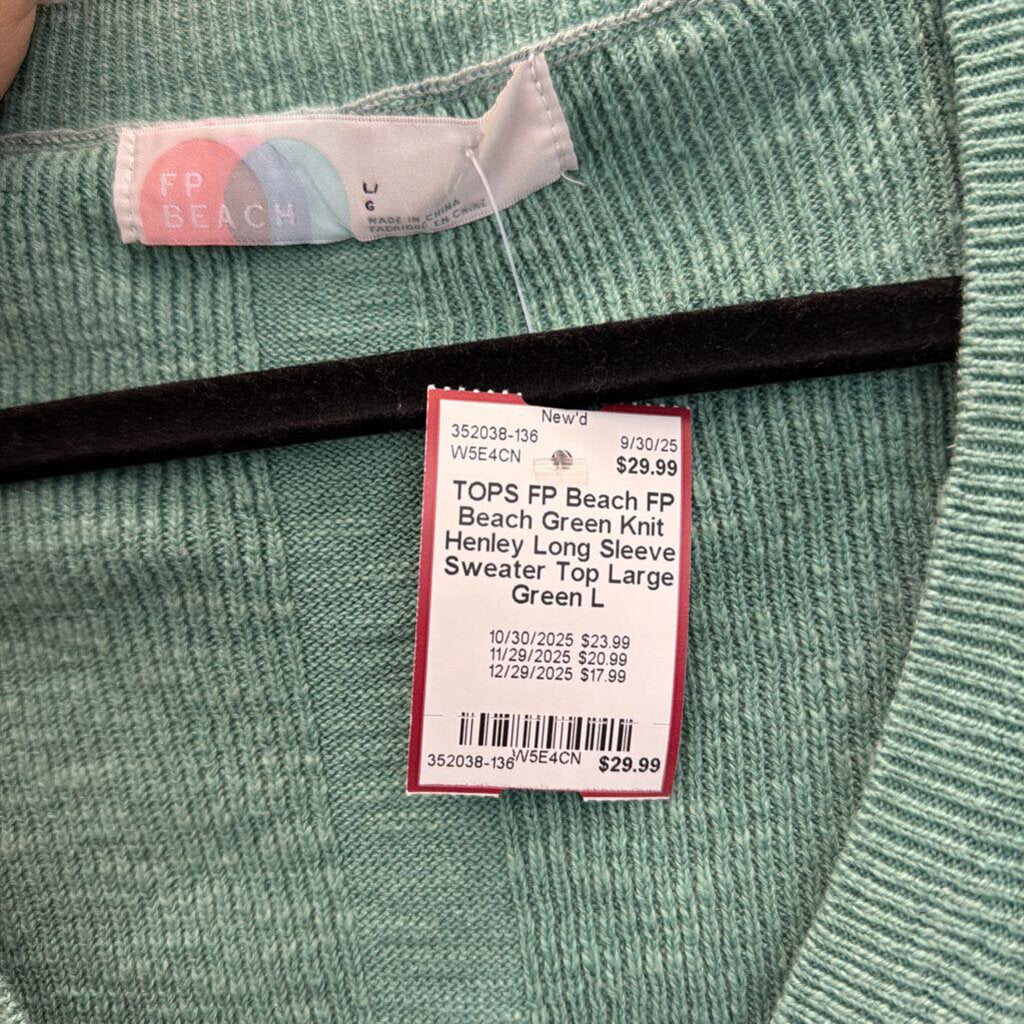 FP
BEACH
L/
G
MADE IN CHINA
FABRIQUÉ EN CHINE
New'd
352038-136
9/30/25
W5E4CN
$29.99
TOPS FP Beach FP
Beach Green Knit
Henley Long Sleeve
Sweater Top Large
Green L
10/30/2025 $23.99
11/29/2025 $20.99
12/29/2025 $17.99
352038-136 W5E4CN $29.99